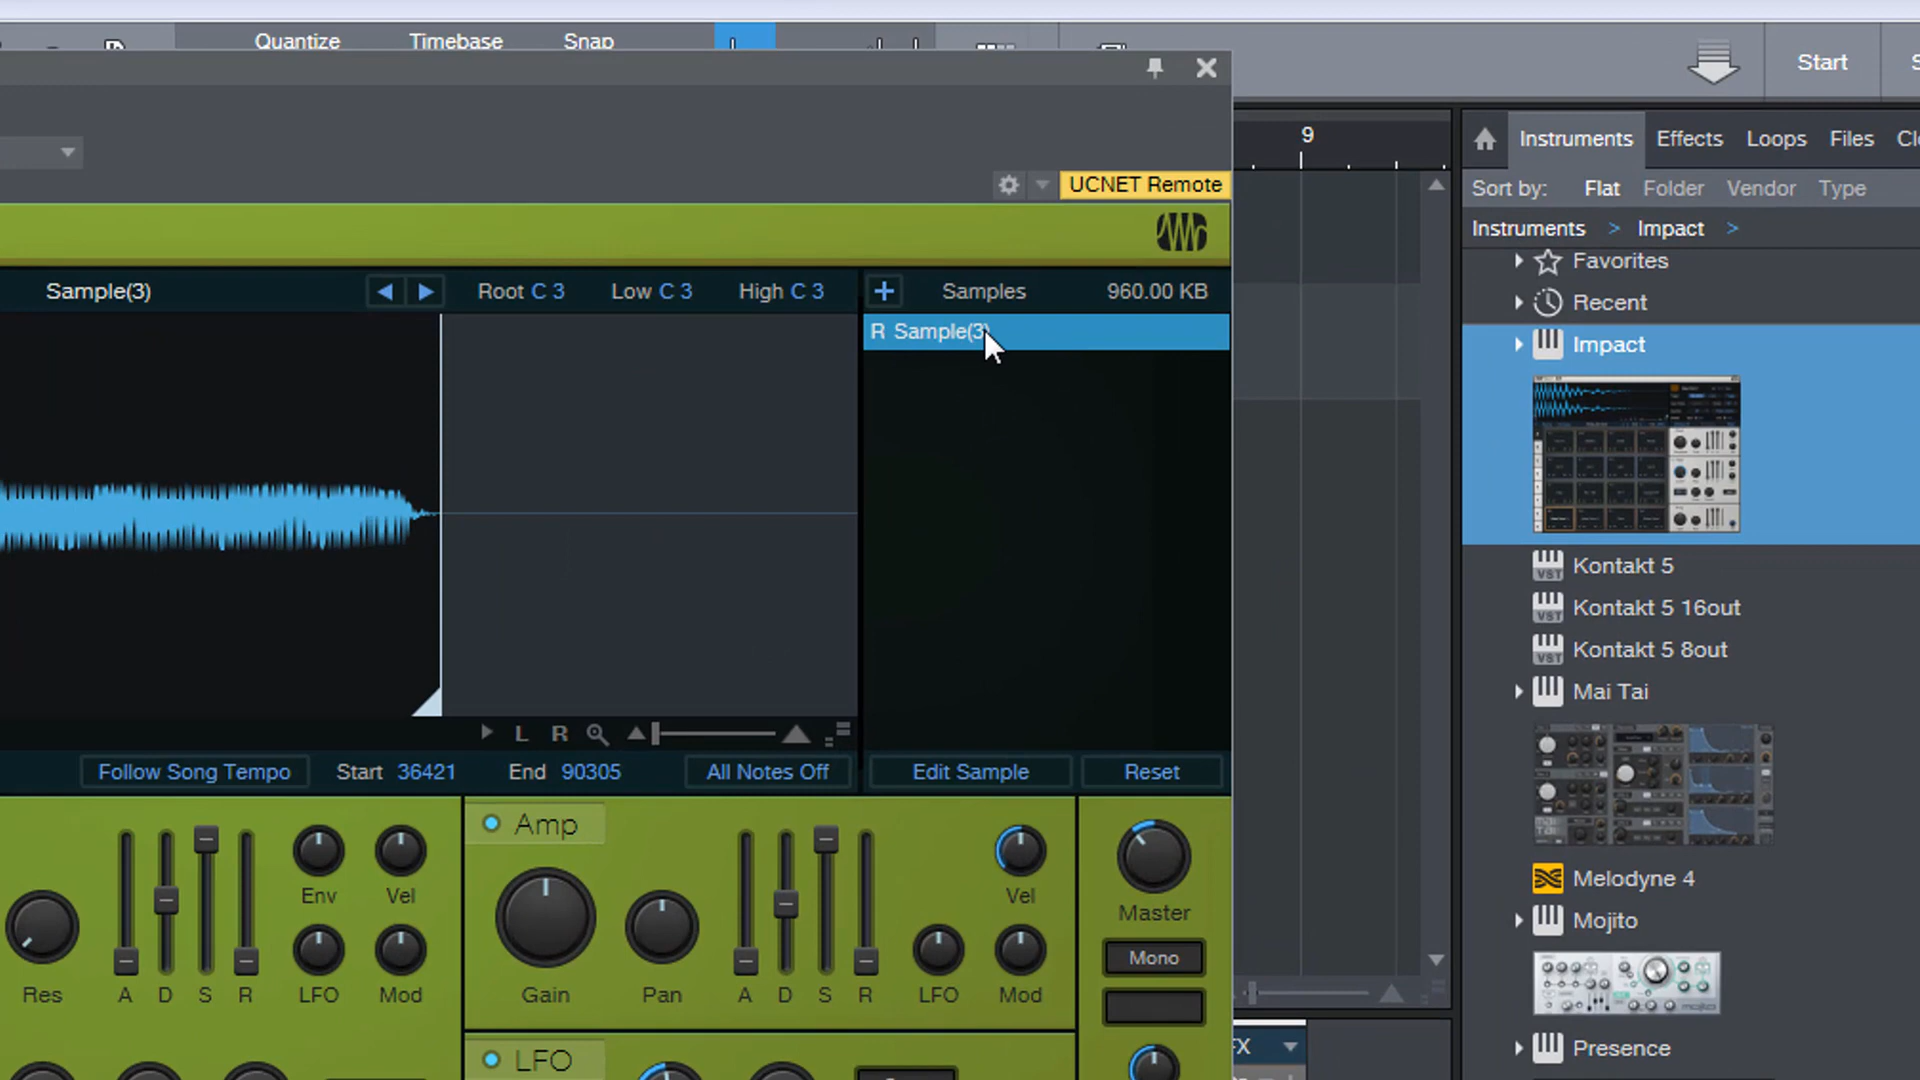 Quantize Timebase Snap
Start
9
Instruments Effects Loops Files
UCNET Remote
Sort by: Flat Folder Vendor Type
Instruments > Impact >
Favorites
Recent
Impact
Sample(3) Root C 3 Low C 3 High C 3 Samples 960.00 KB
R Sample(3)
Kontakt 5
Kontakt 5 16out
Kontakt 5 8out
Mai Tai
L R
Follow Song Tempo Start 36421 End 90305 All Notes Off Edit Sample Reset
Amp
Env Vel Vel
Master
Melodyne 4
Mojito
Mono
Res A D S R LFO Mod Gain Pan A D S R LFO Mod
LFO
FX
Presence